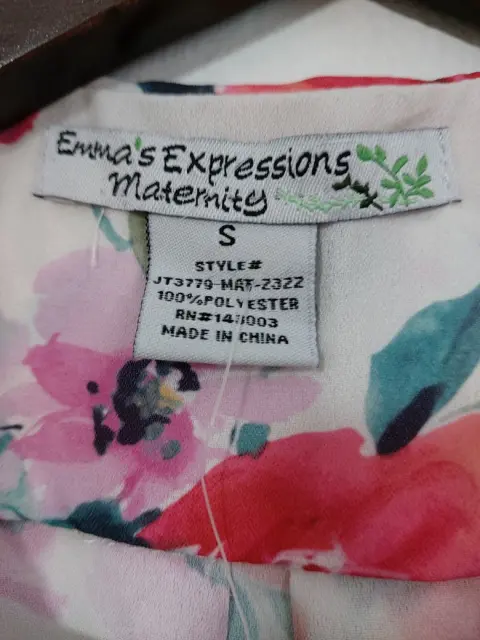 Emma's Expressions
Maternity
S
STYLE#
JT3779-MAT-2322
100%POLYESTER
MADE IN CHINA